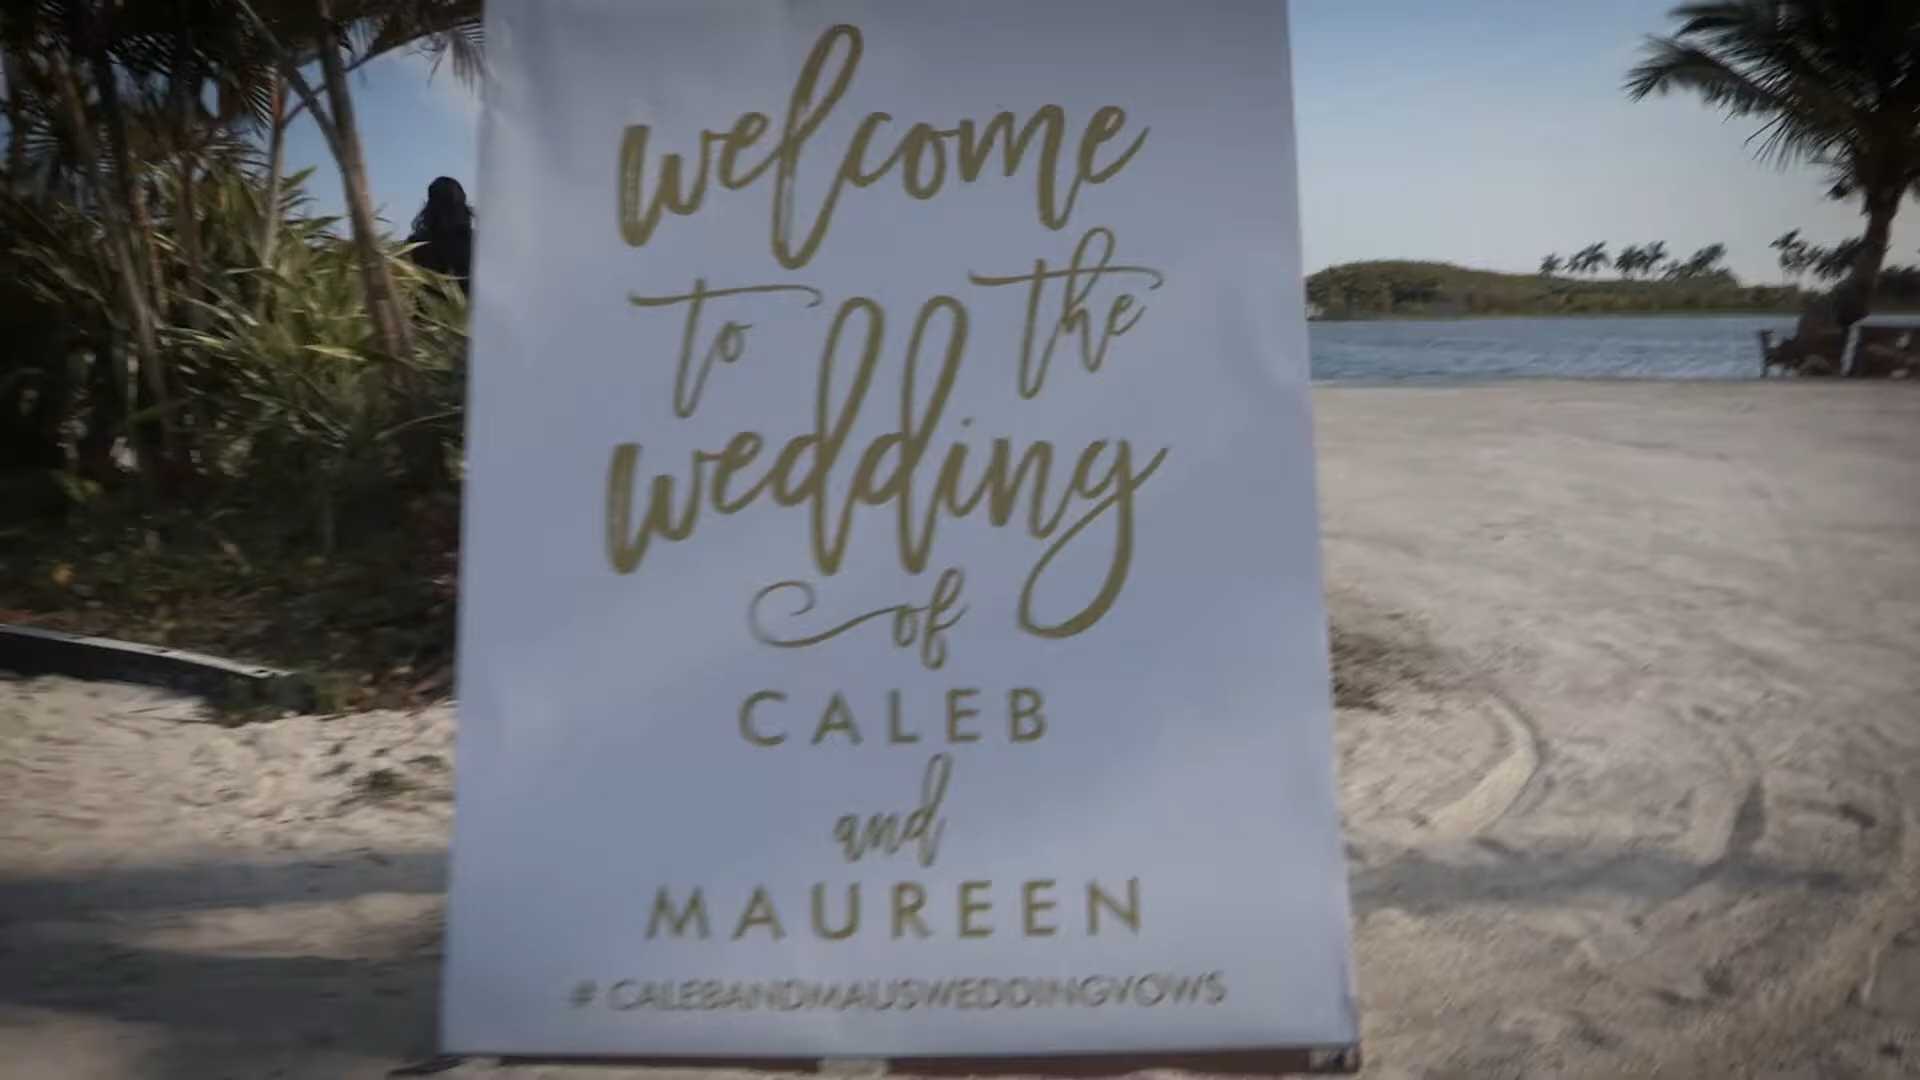 welcome
to the
wedding
of
CALEB
and
MAUREEN
# CALEBANDMAUSWEDDINGVOWS